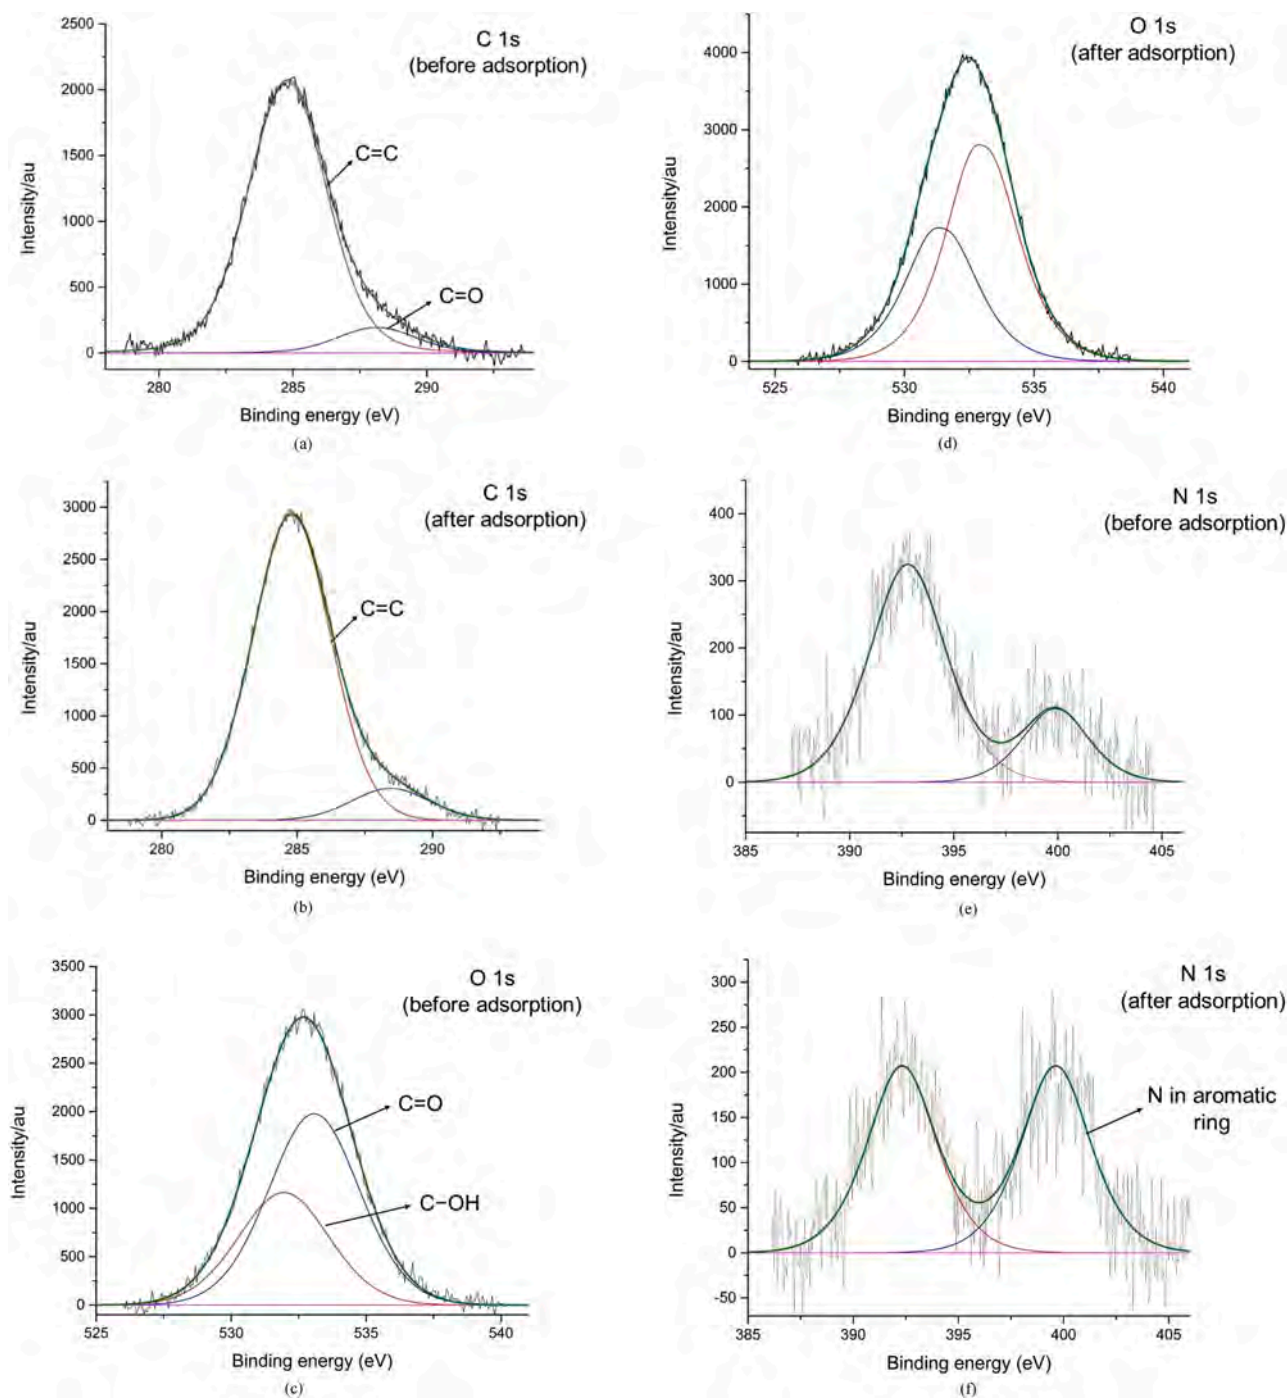 C 1s
(before adsorption)
2500
2000
1500
1000
500
0
C=C
C=O
Intensity/au
280
285
290
Binding energy (eV)
(a)
C 1s
(after adsorption)
3000
2500
2000
1500
1000
500
0
C=C
Intensity/au
280
285
290
Binding energy (eV)
(b)
O 1s
(before adsorption)
3500
3000
2500
2000
1500
1000
500
0
C=O
C−OH
Intensity/au
525
530
535
540
Binding energy (eV)
(c)
O 1s
(after adsorption)
4000
3000
2000
1000
0
Intensity/au
525
530
535
540
Binding energy (eV)
(d)
N 1s
(before adsorption)
400
300
200
100
0
Intensity/au
385
390
395
400
405
Binding energy (eV)
(e)
N 1s
(after adsorption)
300
250
200
150
100
50
0
-50
N in aromatic
ring
Intensity/au
385
390
395
400
405
Binding energy (eV)
(f)